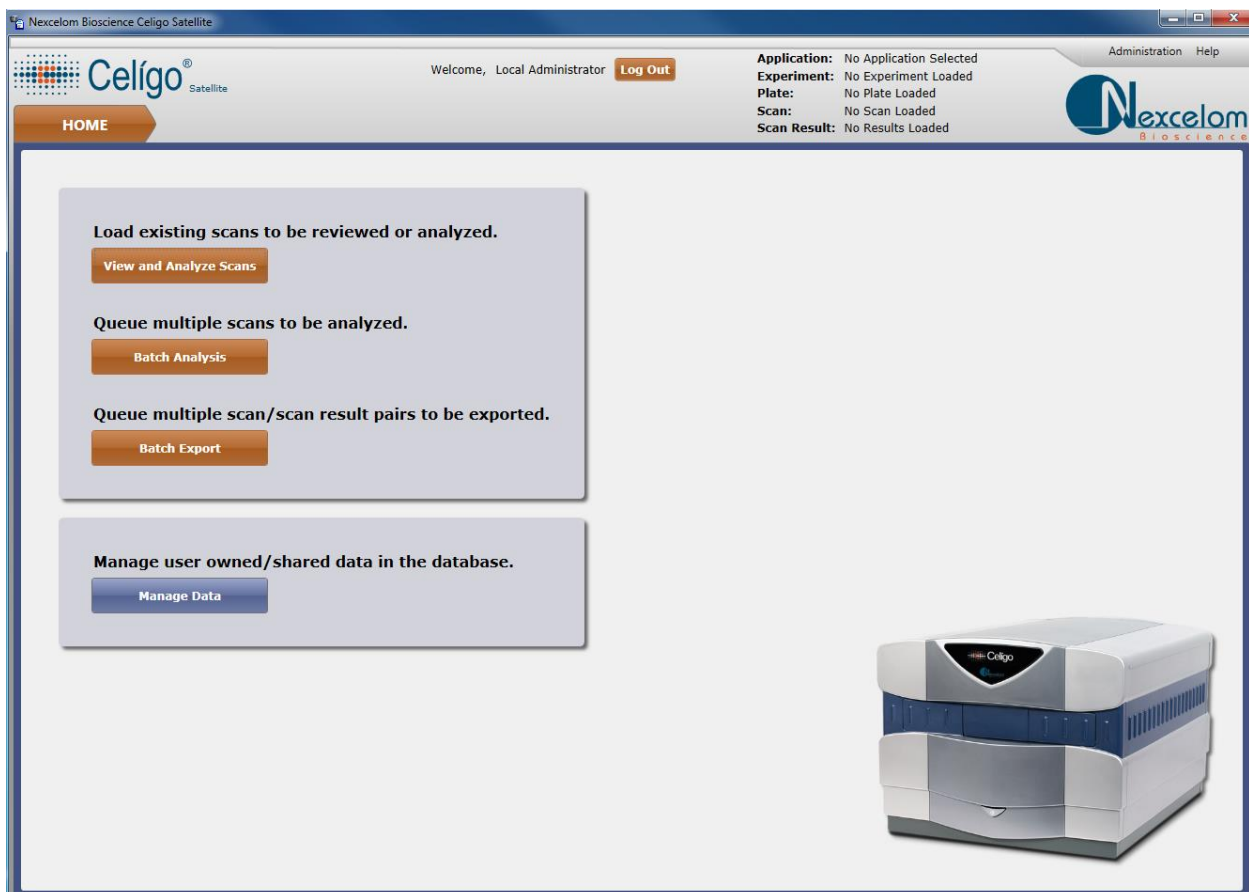 Nexcelom Bioscience Celigo Satellite
Administration Help
Celígo® Satellite
Welcome, Local Administrator Log Out
Application: No Application Selected
Experiment: No Experiment Loaded
Plate: No Plate Loaded
Scan: No Scan Loaded
Scan Result: No Results Loaded
Nexcelom
Bioscience
HOME
Load existing scans to be reviewed or analyzed.
View and Analyze Scans
Queue multiple scans to be analyzed.
Batch Analysis
Queue multiple scan/scan result pairs to be exported.
Batch Export
Manage user owned/shared data in the database.
Manage Data
Celigo